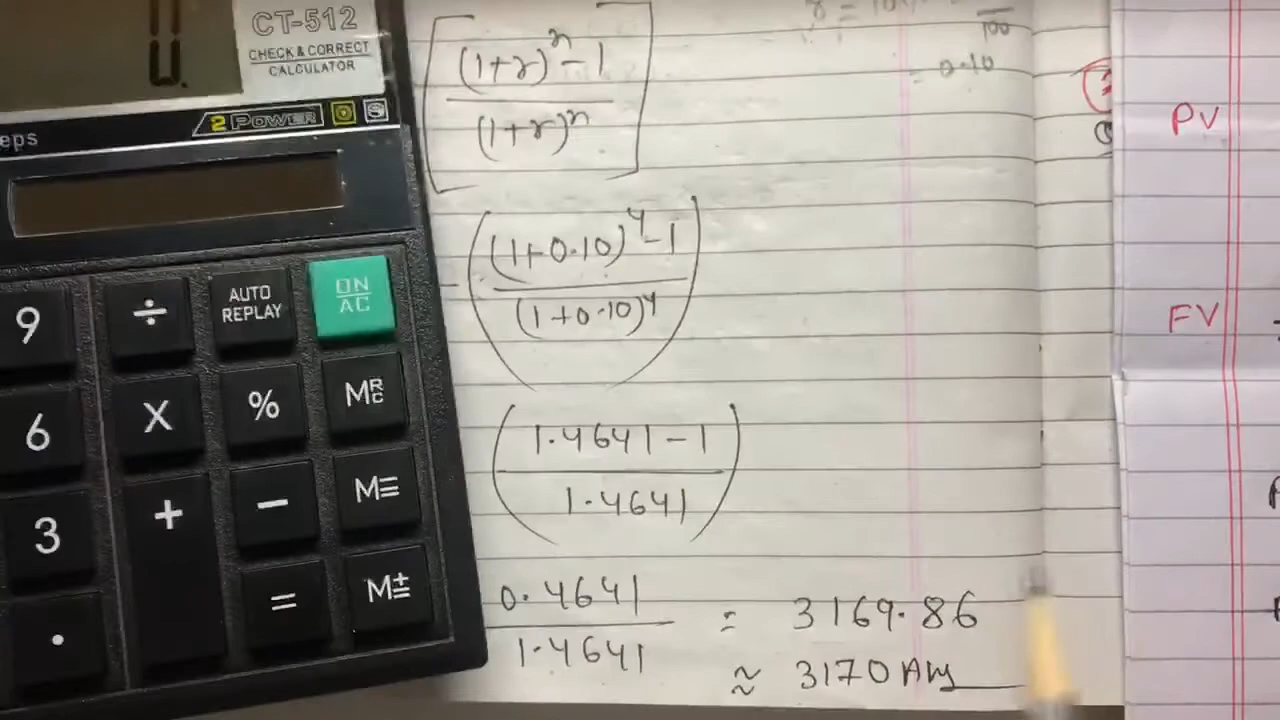 0.
CT-512
CHECK & CORRECT
CALCULATOR
2 POWER
eps
9
÷
AUTO
REPLAY
ON
AC
6
X
%
MRC
3
+
−
M=
.
=
M±
[ (1+r)^n - 1
(1+r)^n ]
( (1+0.10)^4 - 1
(1+0.10)^4 )
( 1.4641 - 1
1.4641 )
0.4641
1.4641
= 3169.86
≈ 3170 Ans
100
= 0.10
PV
FV